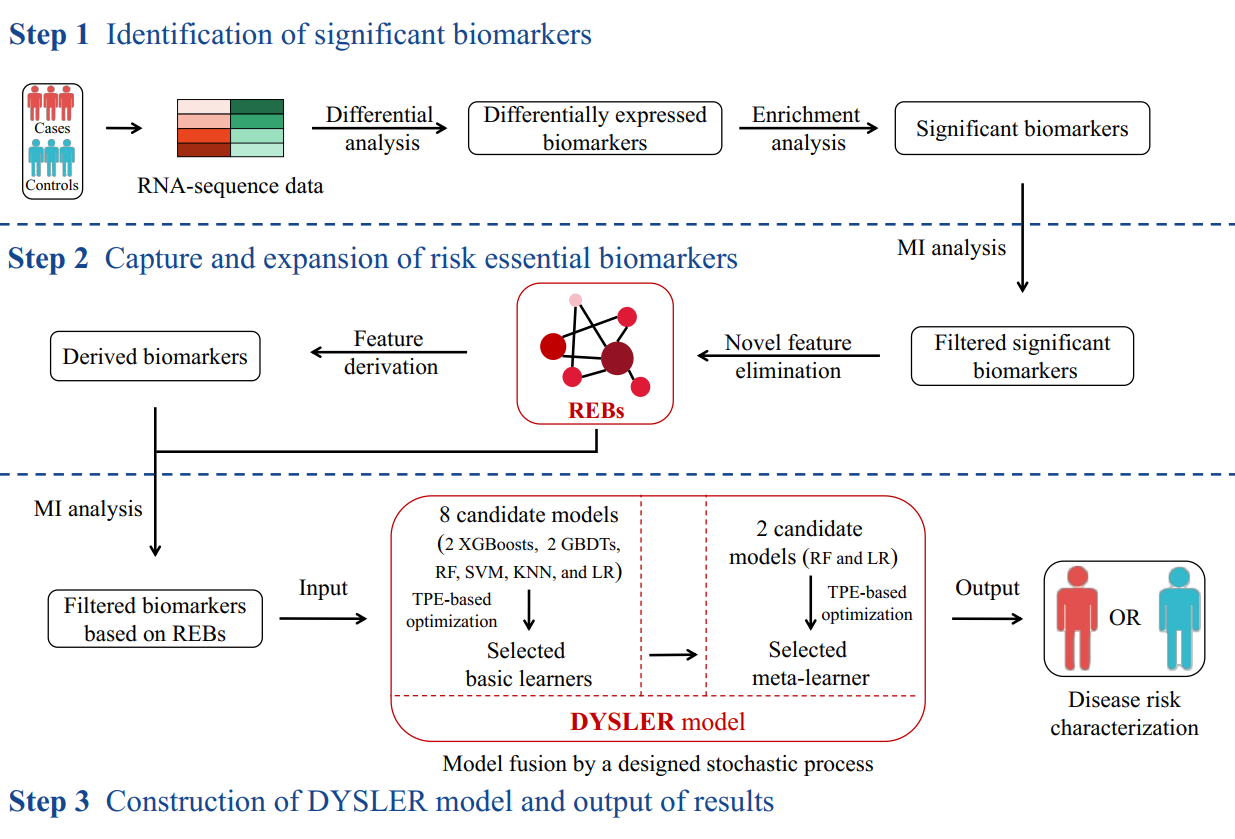 Step 1 Identification of significant biomarkers
Cases
Controls
RNA-sequence data
Differential
analysis
Differentially expressed
biomarkers
Enrichment
analysis
Significant biomarkers
MI analysis
Step 2 Capture and expansion of risk essential biomarkers
Filtered significant
biomarkers
Novel feature
elimination
REBs
Feature
derivation
Derived biomarkers
MI analysis
Filtered biomarkers
based on REBs
Input
8 candidate models
(2 XGBoosts, 2 GBDTs,
RF, SVM, KNN, and LR)
TPE-based
optimization
Selected
basic learners
2 candidate
models (RF and LR)
TPE-based
optimization
Selected
meta-learner
DYSLER model
Model fusion by a designed stochastic process
Output
OR
Disease risk
characterization
Step 3 Construction of DYSLER model and output of results